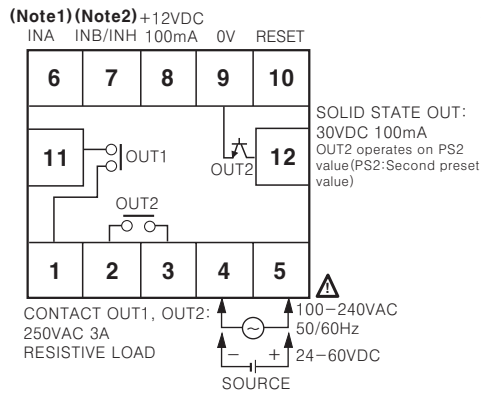 (Note1) (Note2) +12VDC
INA INB/INH 100mA 0V RESET
6 7 8 9 10
SOLID STATE OUT:
30VDC 100mA
OUT2 operates on PS2
value(PS2:Second preset
value)
11 OUT1 OUT2 12
OUT2
1 2 3 4 5
CONTACT OUT1, OUT2:
250VAC 3A
RESISTIVE LOAD
100-240VAC
50/60Hz
− + 24-60VDC
SOURCE